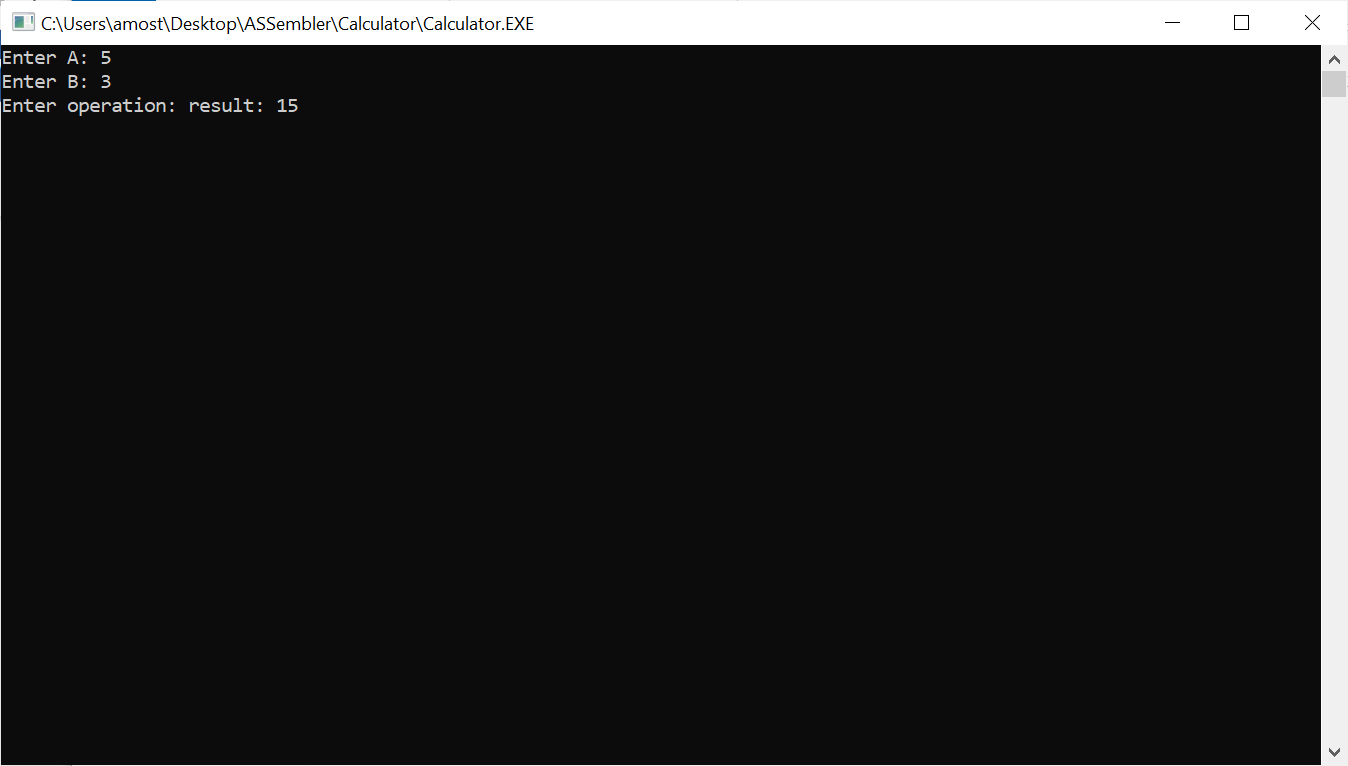 C:\Users\amost\Desktop\ASSembler\Calculator\Calculator.EXE
Enter A: 5
Enter B: 3
Enter operation: result: 15